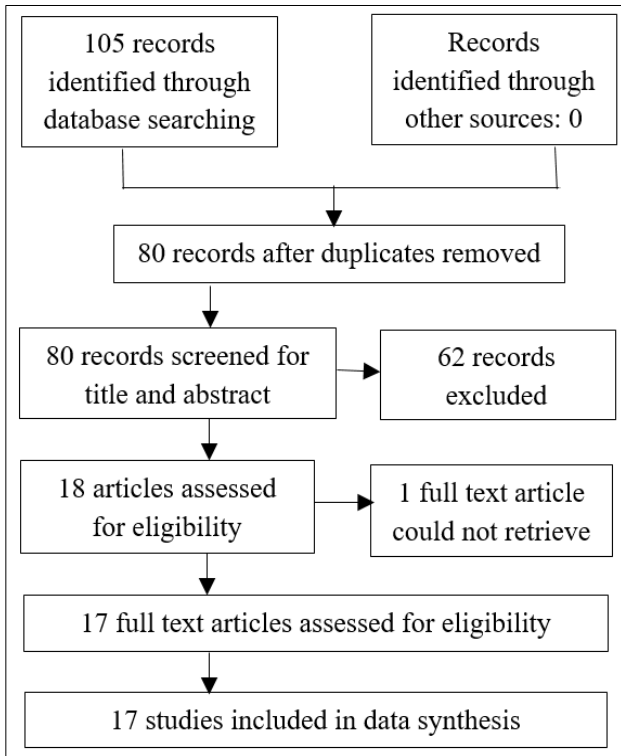 105 records
identified through
database searching
Records
identified through
other sources: 0
80 records after duplicates removed
80 records screened for
title and abstract
62 records
excluded
18 articles assessed
for eligibility
1 full text article
could not retrieve
17 full text articles assessed for eligibility
17 studies included in data synthesis